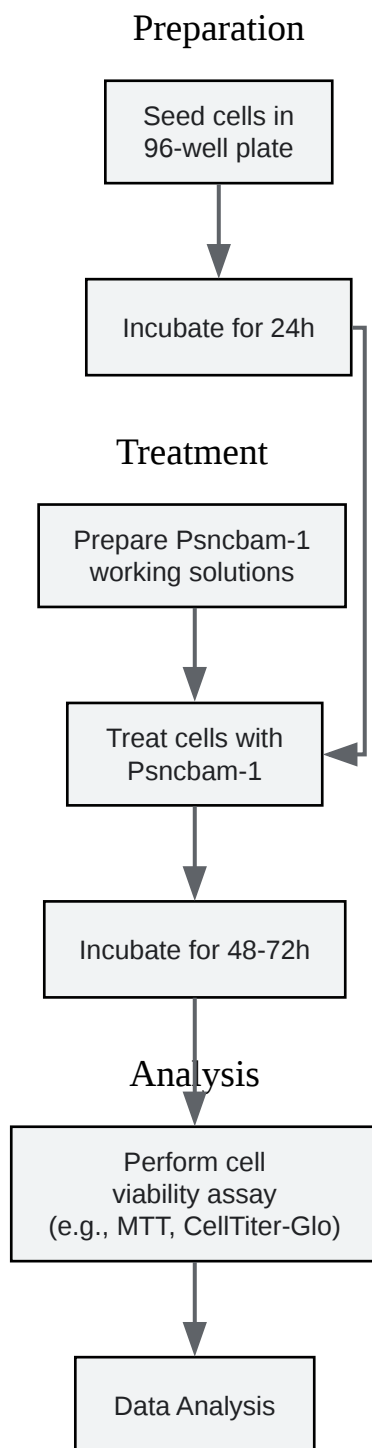 Preparation
Seed cells in
96-well plate
Incubate for 24h
Treatment
Prepare Psncbam-1
working solutions
Treat cells with
Psncbam-1
Incubate for 48-72h
Analysis
Perform cell
viability assay
(e.g., MTT, CellTiter-Glo)
Data Analysis